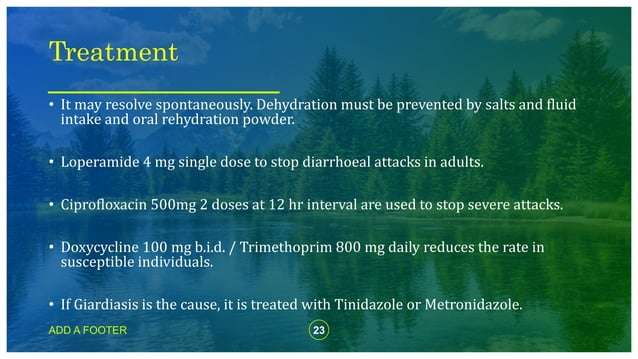 Treatment
• It may resolve spontaneously. Dehydration must be prevented by salts and fluid
intake and oral rehydration powder.
• Loperamide 4 mg single dose to stop diarrhoeal attacks in adults.
• Ciprofloxacin 500mg 2 doses at 12 hr interval are used to stop severe attacks.
• Doxycycline 100 mg b.i.d. / Trimethoprim 800 mg daily reduces the rate in
susceptible individuals.
• If Giardiasis is the cause, it is treated with Tinidazole or Metronidazole.
ADD A FOOTER
23